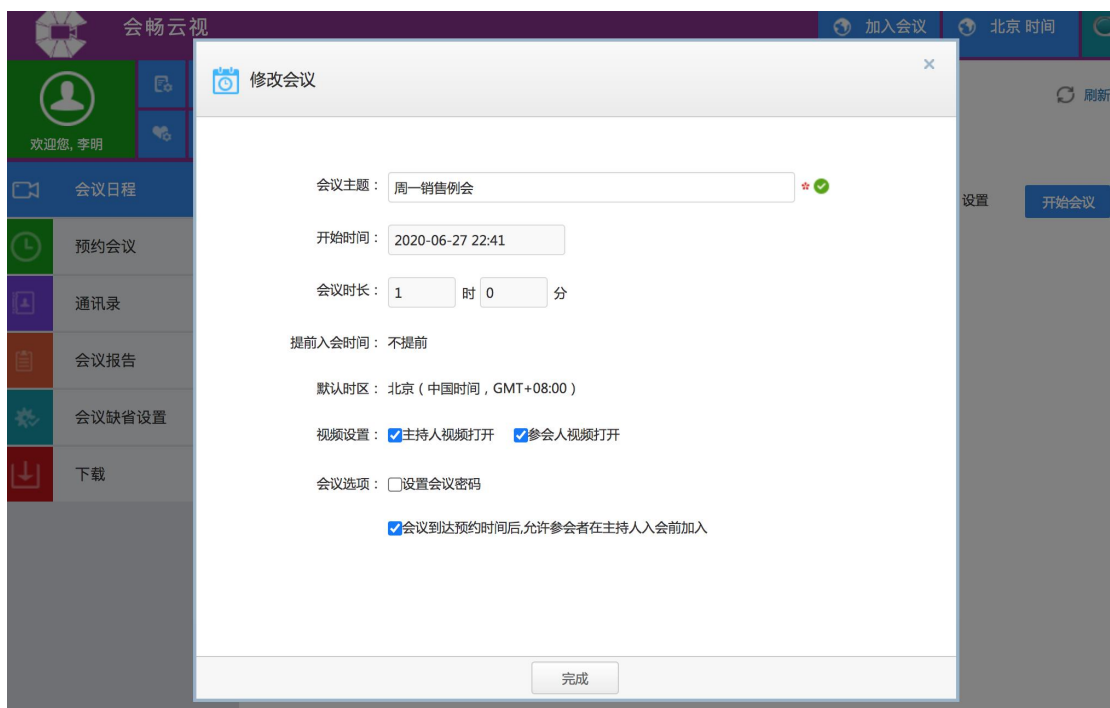 会畅云视
加入会议
北京 时间
修改会议
×
刷新
欢迎您, 李明
会议日程
预约会议
通讯录
会议报告
会议缺省设置
下载
设置
开始会议
会议主题： 周一销售例会 *
开始时间： 2020-06-27 22:41
会议时长： 1 时 0 分
提前入会时间： 不提前
默认时区： 北京 ( 中国时间 , GMT+08:00 )
视频设置： 主持人视频打开 参会人视频打开
会议选项： 设置会议密码
会议到达预约时间后,允许参会者在主持人入会前加入
完成